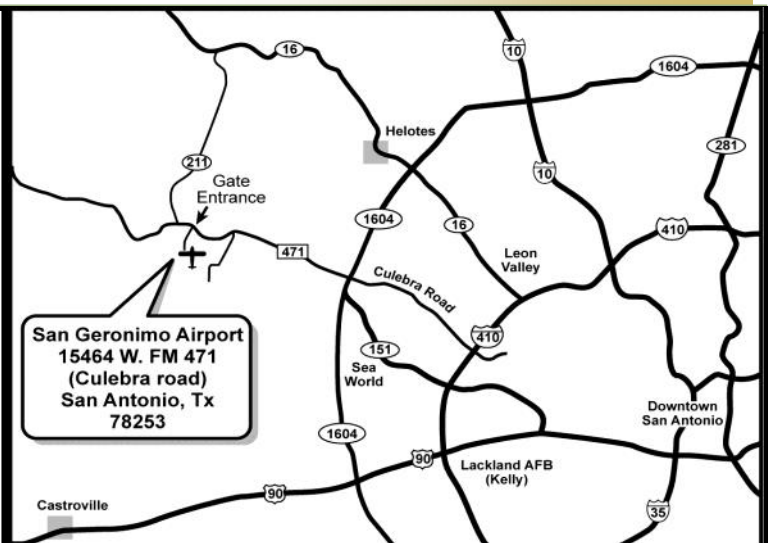 16
10
1604
Helotes
281
211
10
Gate
Entrance
1604
16
410
471
Leon
Valley
Culebra Road
San Geronimo Airport
15464 W. FM 471
(Culebra road)
San Antonio, Tx
78253
410
151
Sea
World
Downtown
San Antonio
1604
90
Lackland AFB
(Kelly)
90
Castroville
35